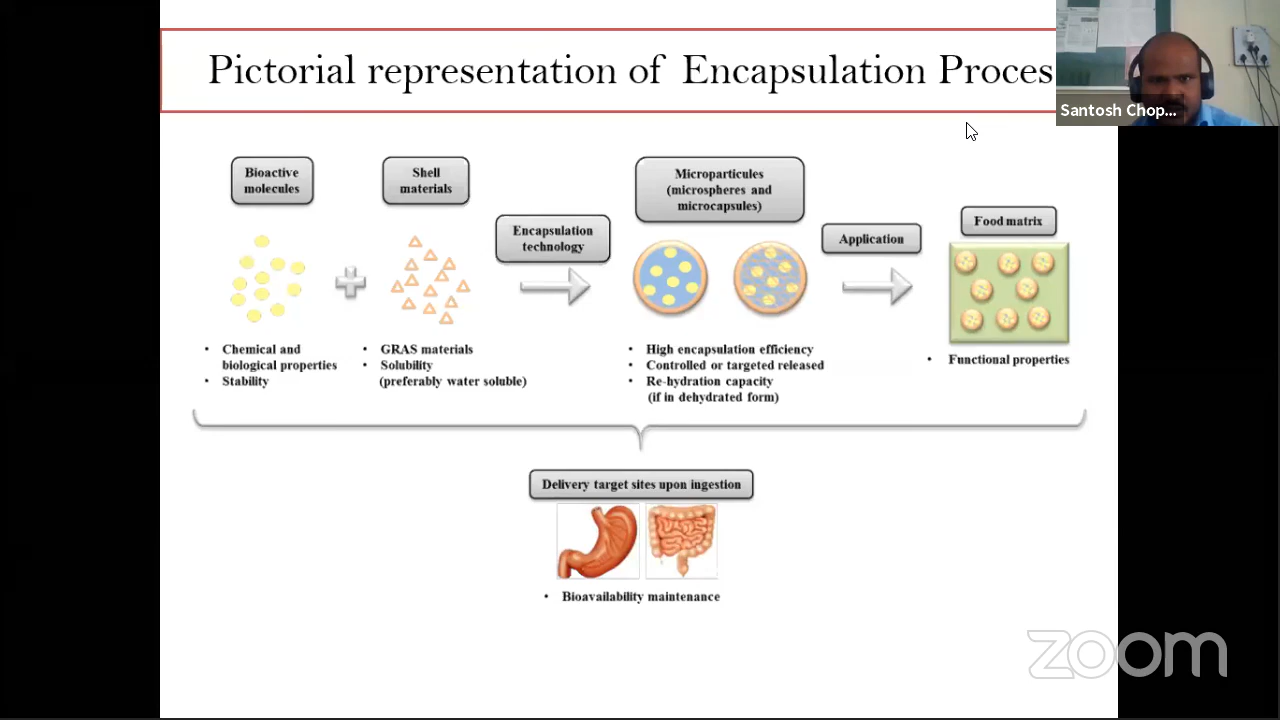 Pictorial representation of Encapsulation Proces
Santosh Chop...
Bioactive
molecules
Shell
materials
Encapsulation
technology
Microparticules
(microspheres and
microcapsules)
Application
Food matrix
• Chemical and
biological properties
• Stability
• GRAS materials
• Solubility
(preferably water soluble)
• High encapsulation efficiency
• Controlled or targeted released
• Re-hydration capacity
(if in dehydrated form)
• Functional properties
Delivery target sites upon ingestion
• Bioavailability maintenance
zoom